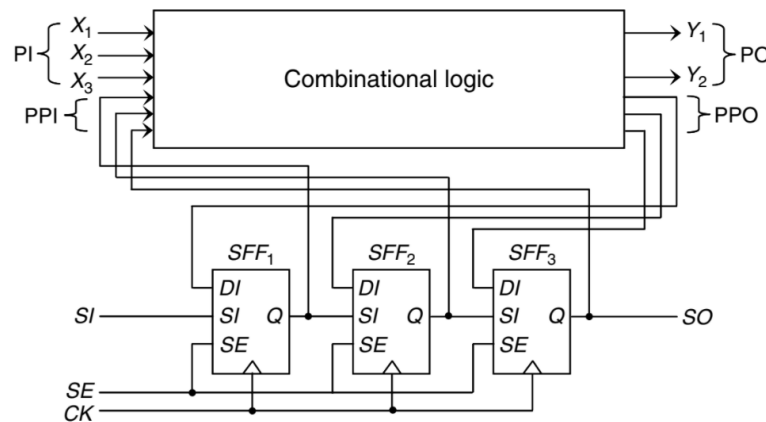 X₁ Y₁
PI X₂ Combinational logic PO
X₃ Y₂
PPI PPO
SFF₁ SFF₂ SFF₃
DI DI DI
SI SI Q SI Q SI Q SO
SE SE SE
SE
CK